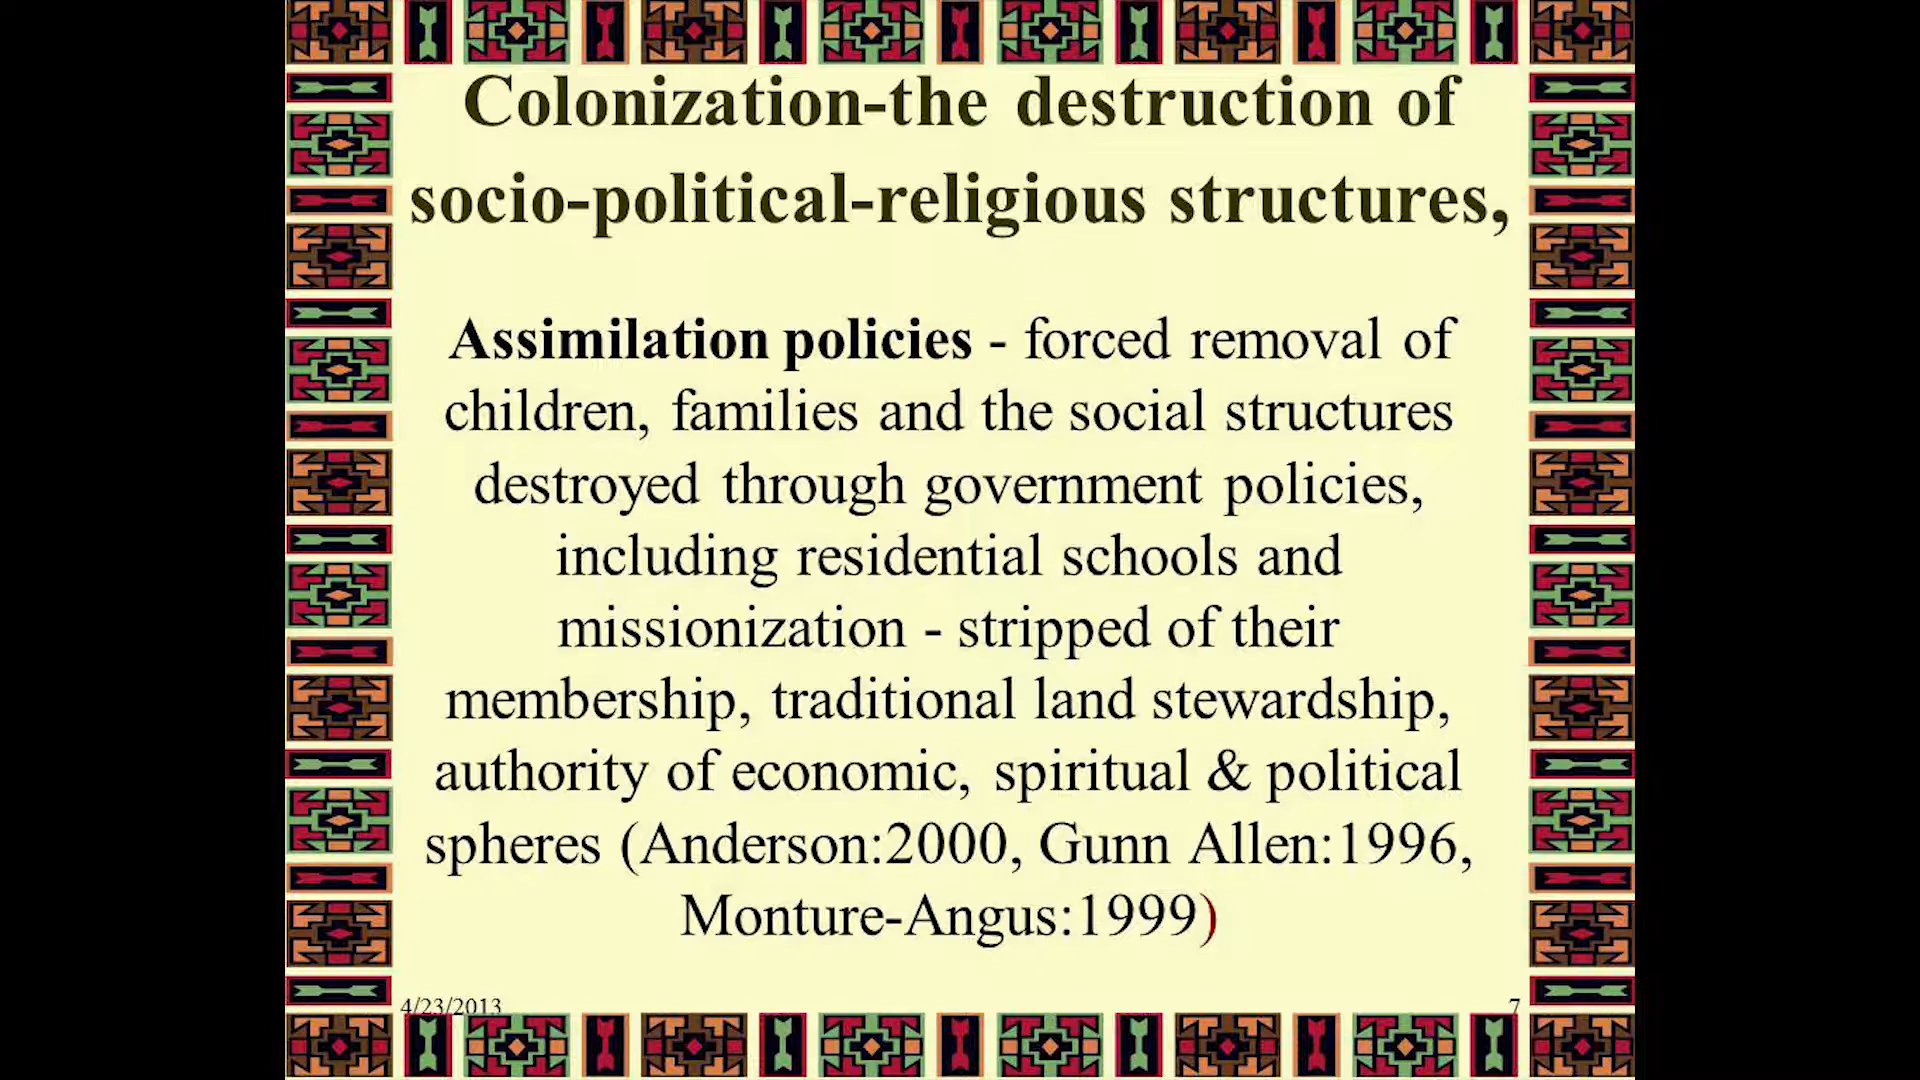 Colonization-the destruction of
socio-political-religious structures,
Assimilation policies - forced removal of
children, families and the social structures
destroyed through government policies,
including residential schools and
missionization - stripped of their
membership, traditional land stewardship,
authority of economic, spiritual & political
spheres (Anderson:2000, Gunn Allen:1996,
Monture-Angus:1999)
4/23/2013
7